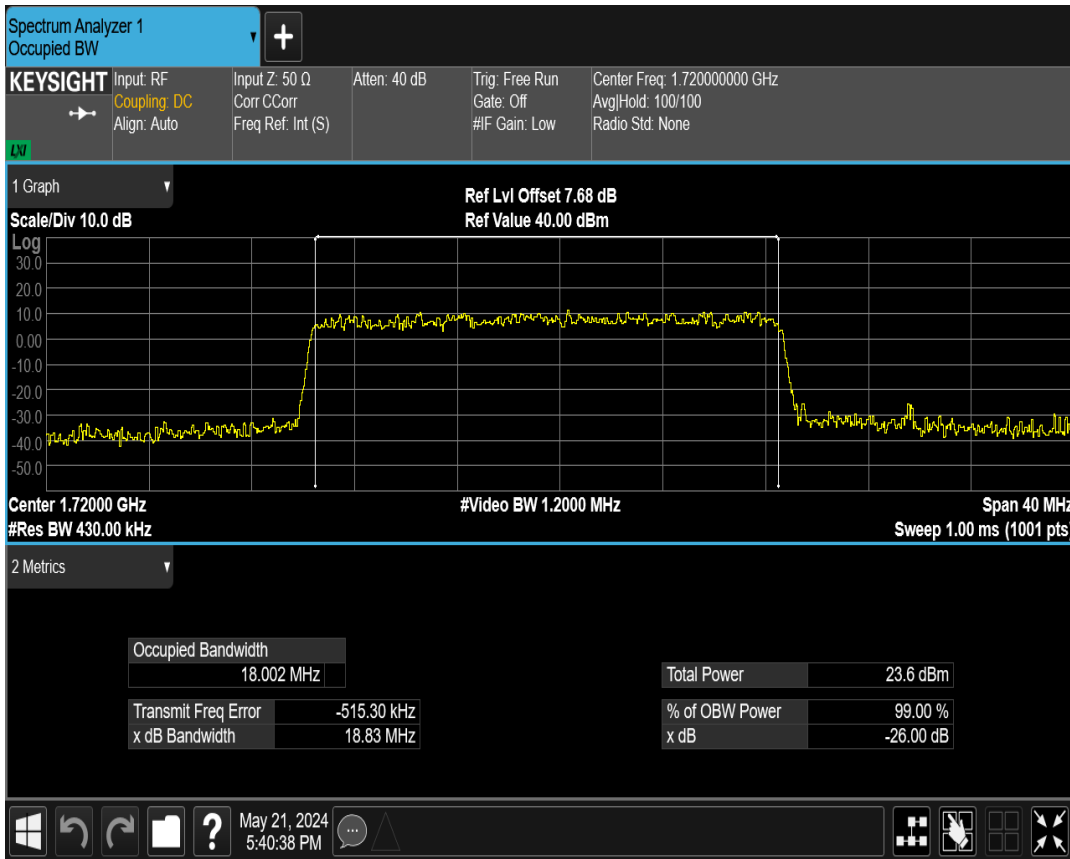 Spectrum Analyzer 1
Occupied BW
+
KEYSIGHT
LXI
Input: RF
Coupling: DC
Align: Auto
Input Z: 50 Ω
Corr CCorr
Freq Ref: Int (S)
Atten: 40 dB
Trig: Free Run
Gate: Off
#IF Gain: Low
Center Freq: 1.720000000 GHz
Avg|Hold: 100/100
Radio Std: None
1 Graph
Scale/Div 10.0 dB
Ref Lvl Offset 7.68 dB
Ref Value 40.00 dBm
Log
30.0
20.0
10.0
0.00
-10.0
-20.0
-30.0
-40.0
-50.0
Center 1.72000 GHz
#Video BW 1.2000 MHz
Span 40 MHz
#Res BW 430.00 kHz
Sweep 1.00 ms (1001 pts)
2 Metrics
Occupied Bandwidth
18.002 MHz
Transmit Freq Error -515.30 kHz
x dB Bandwidth 18.83 MHz
Total Power 23.6 dBm
% of OBW Power 99.00 %
x dB -26.00 dB
?
May 21, 2024
5:40:38 PM